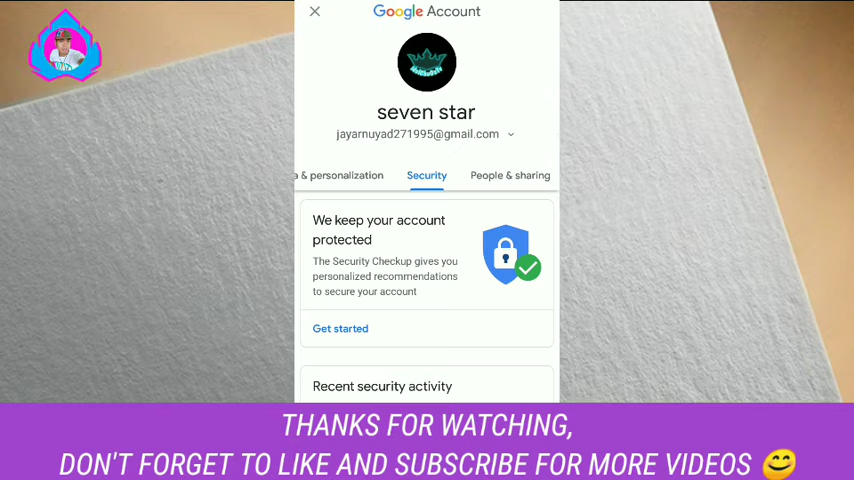 Google Account
seven star
jayarnuyad271995@gmail.com
a & personalization Security People & sharing
We keep your account
protected
The Security Checkup gives you
personalized recommendations
to secure your account
Get started
Recent security activity
THANKS FOR WATCHING,
DON'T FORGET TO LIKE AND SUBSCRIBE FOR MORE VIDEOS 😊